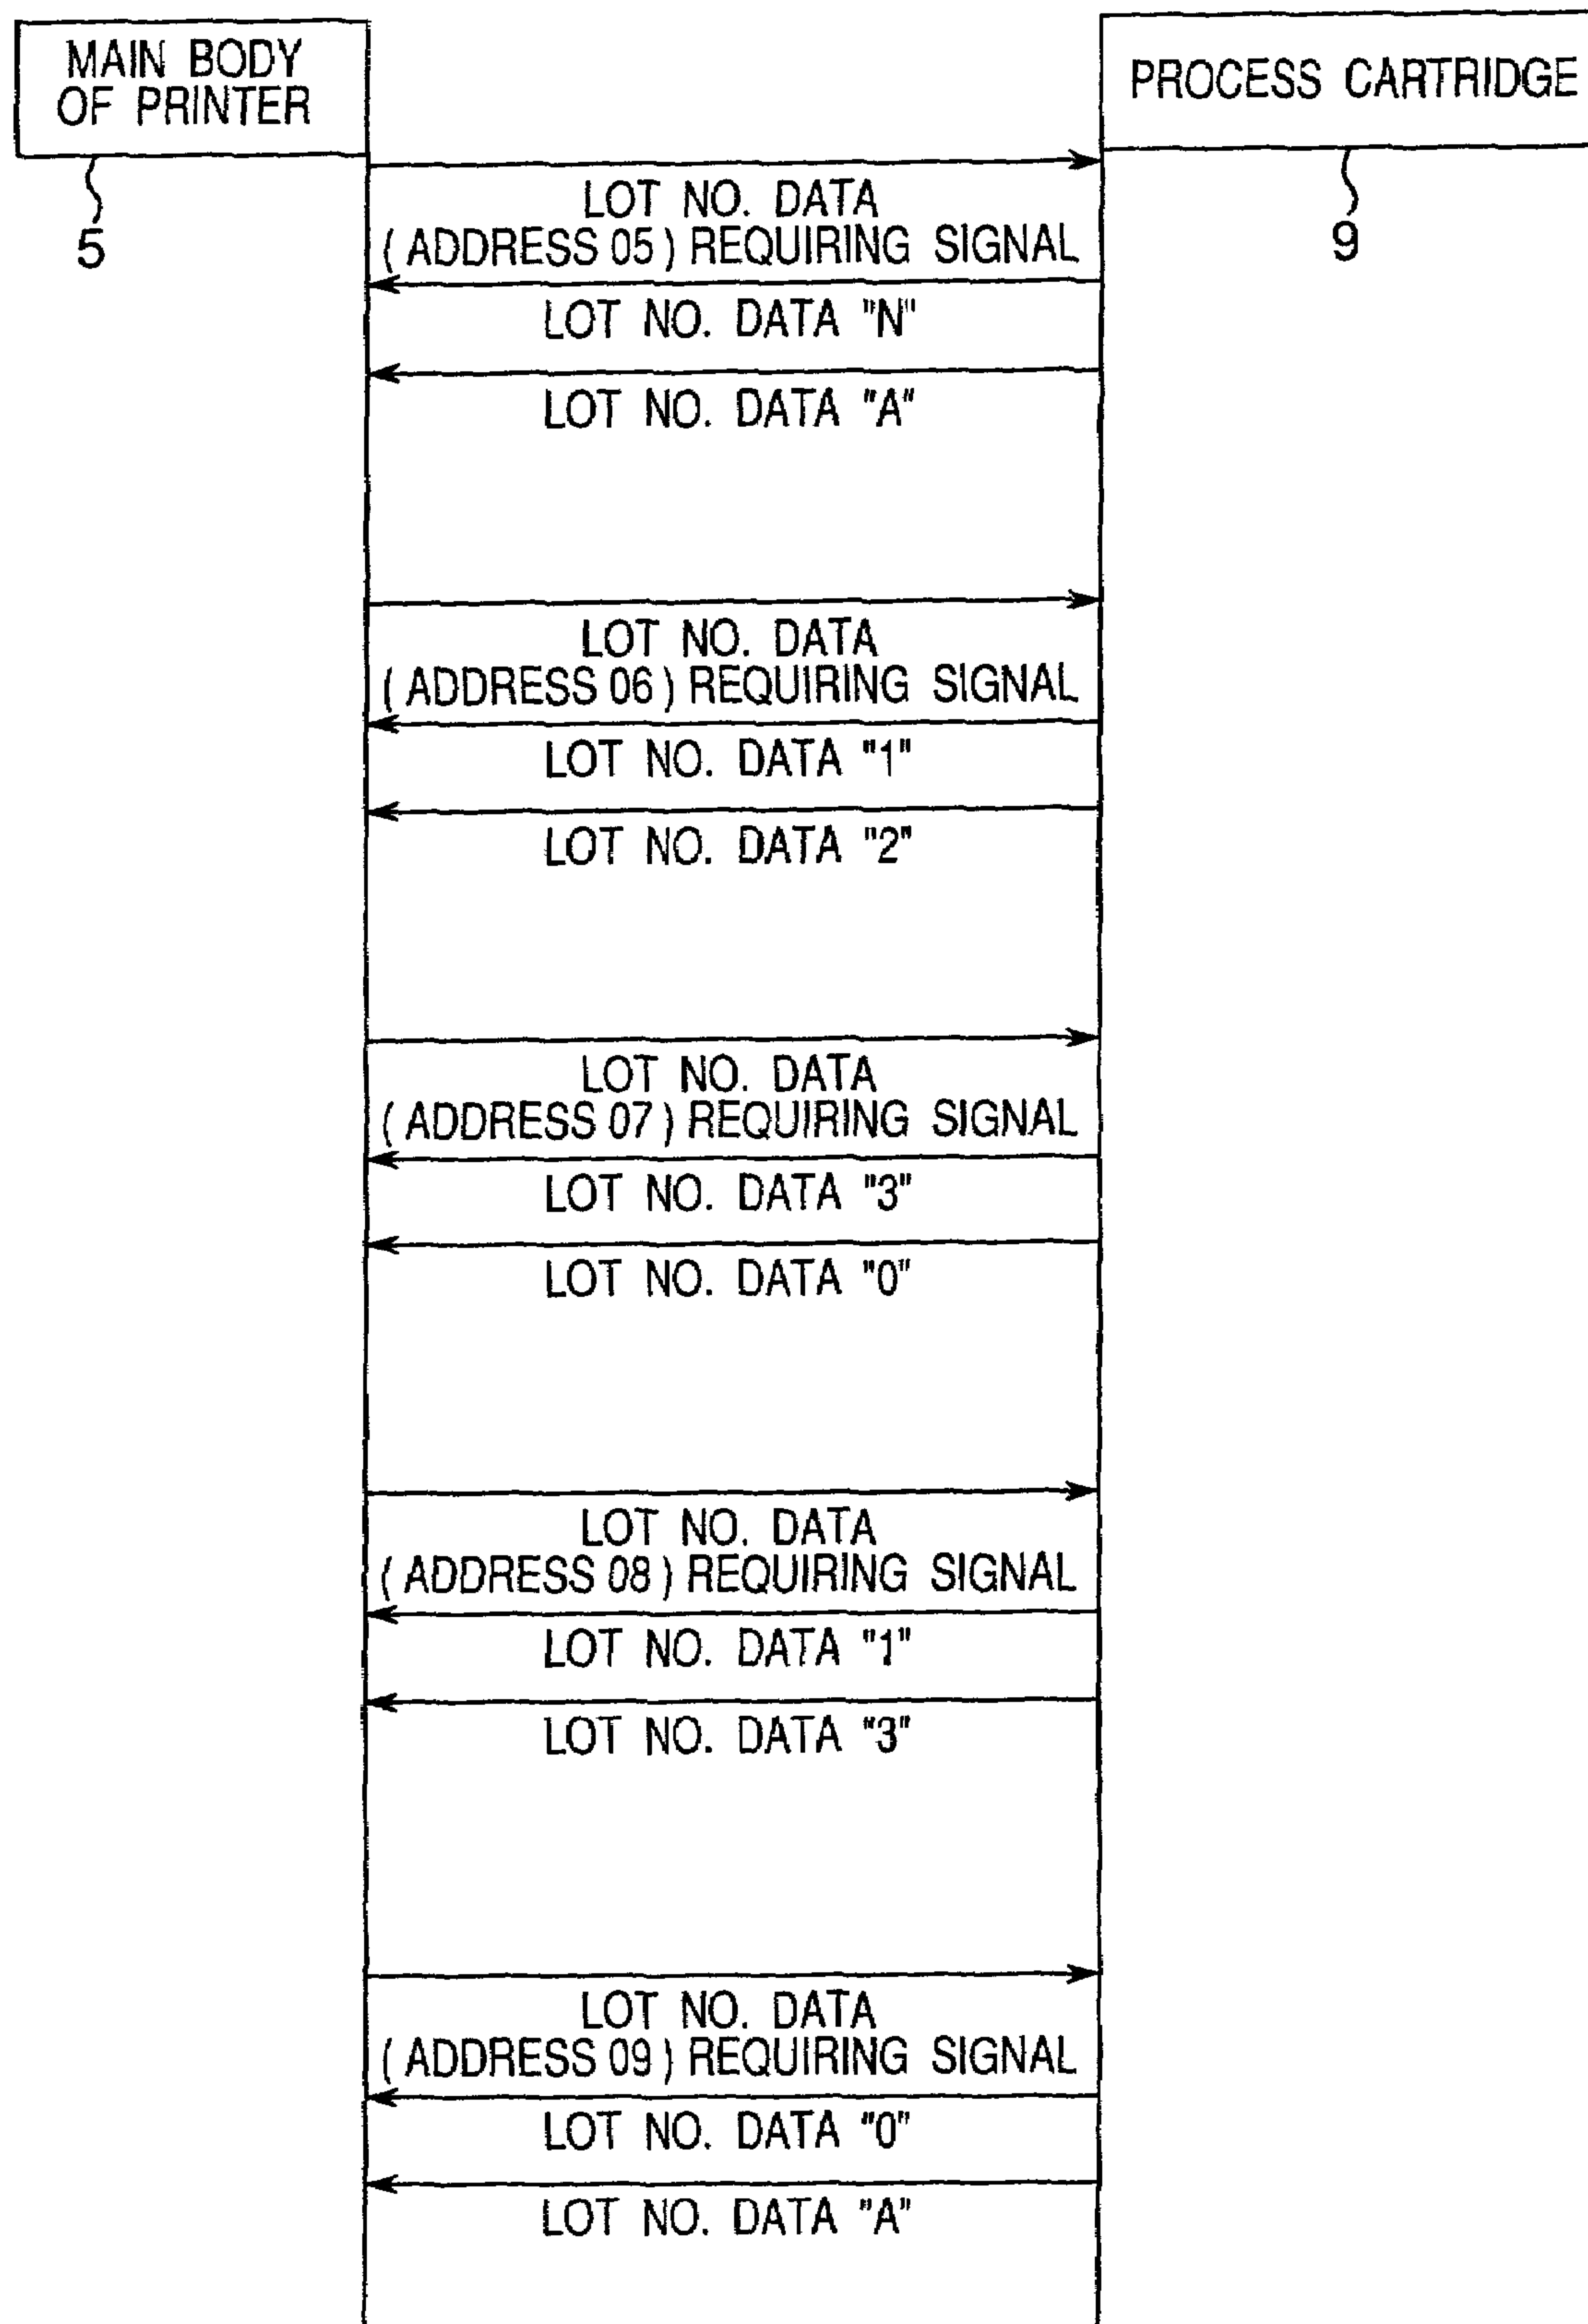 MAIN BODY
OF PRINTER
PROCESS CARTRIDGE
5
9
LOT NO. DATA
(ADDRESS 05) REQUIRING SIGNAL
LOT NO. DATA "N"
LOT NO. DATA "A"
LOT NO. DATA
(ADDRESS 06) REQUIRING SIGNAL
LOT NO. DATA "1"
LOT NO. DATA "2"
LOT NO. DATA
(ADDRESS 07) REQUIRING SIGNAL
LOT NO. DATA "3"
LOT NO. DATA "0"
LOT NO. DATA
(ADDRESS 08) REQUIRING SIGNAL
LOT NO. DATA "1"
LOT NO. DATA "3"
LOT NO. DATA
(ADDRESS 09) REQUIRING SIGNAL
LOT NO. DATA "0"
LOT NO. DATA "A"